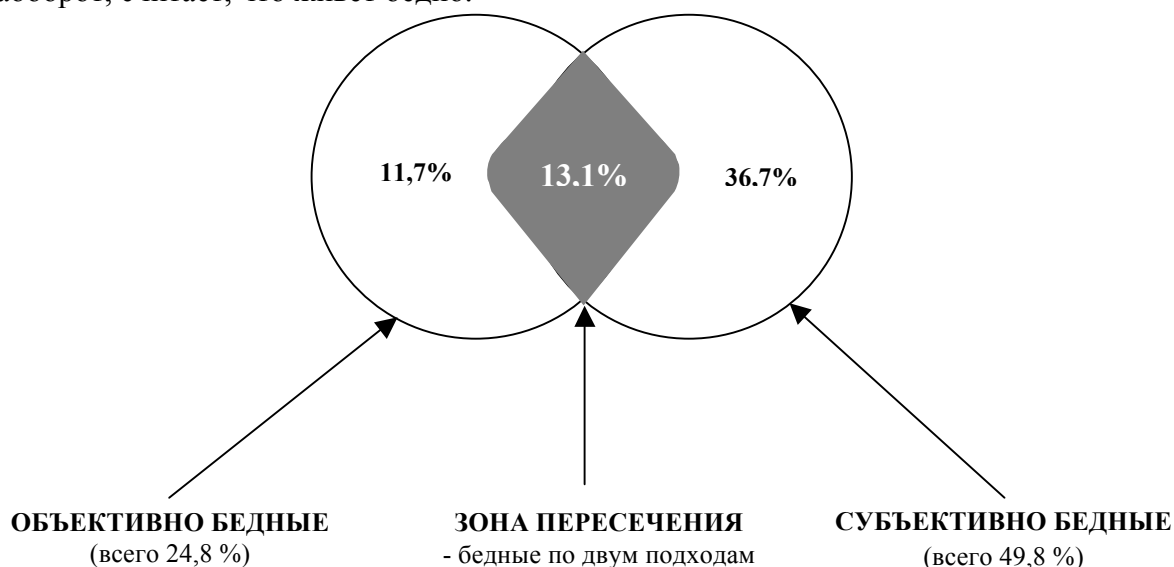 считает, что живет бедно.
11,7%
13,1%
36,7%
ОБЪЕКТИВНО БЕДНЫЕ
(всего 24,8 %)
ЗОНА ПЕРЕСЕЧЕНИЯ
- бедные по двум подходам
СУБЪЕКТИВНО БЕДНЫЕ
(всего 49,8 %)